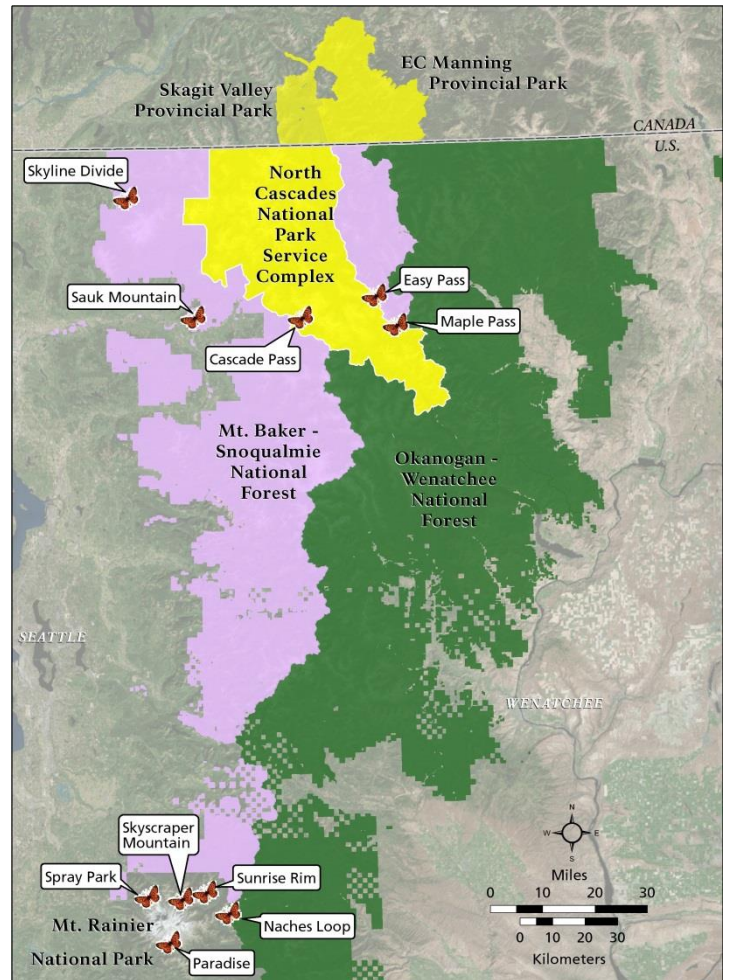 EC Manning
Provincial Park
Skagit Valley
Provincial Park
CANADA
U.S.
Skyline Divide
North
Cascades
National
Park
Service
Complex
Easy Pass
Sauk Mountain
Maple Pass
Cascade Pass
Mt. Baker -
Snoqualmie
National
Forest
Okanogan -
Wenatchee
National
Forest
SEATTLE
WENATCHEE
N
W E
S
Miles
0 10 20 30
0 10 20 30
Kilometers
Skyscraper
Mountain
Spray Park
Sunrise Rim
Mt. Rainier
National Park
Naches Loop
Paradise